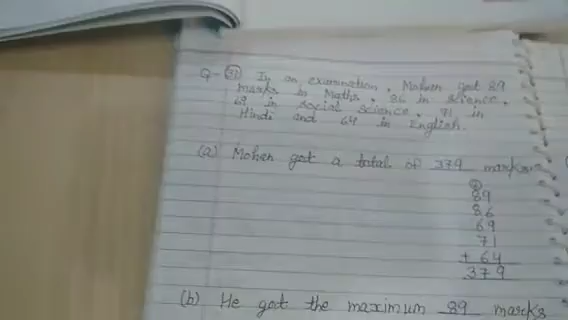 Q-(31) In an examination, Mohan got 89
marks in Maths, 86 in science,
69 in social science, 71 in
Hindi and 64 in English.
(a) Mohan got a total of 379 marks.
89
86
69
71
+ 64
379
(b) He got the maximum 89 marks